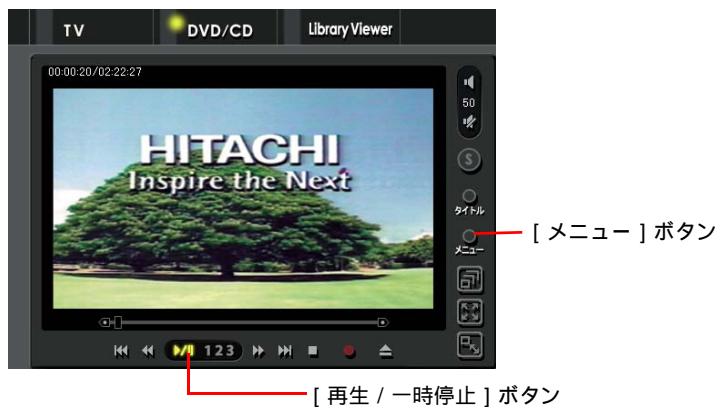 TV DVD/CD Library Viewer
00:00:20/02:22:27
50
HITACHI
Inspire the Next
S
タイトル
メニュー
[ メニュー ] ボタン
123
[ 再生 / 一時停止 ] ボタン